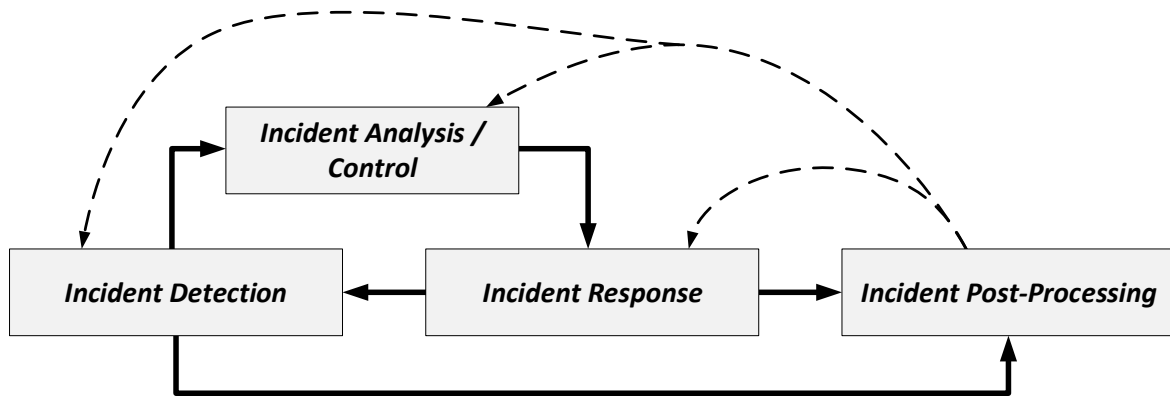 Incident Analysis /
Control
Incident Detection
Incident Response
Incident Post-Processing